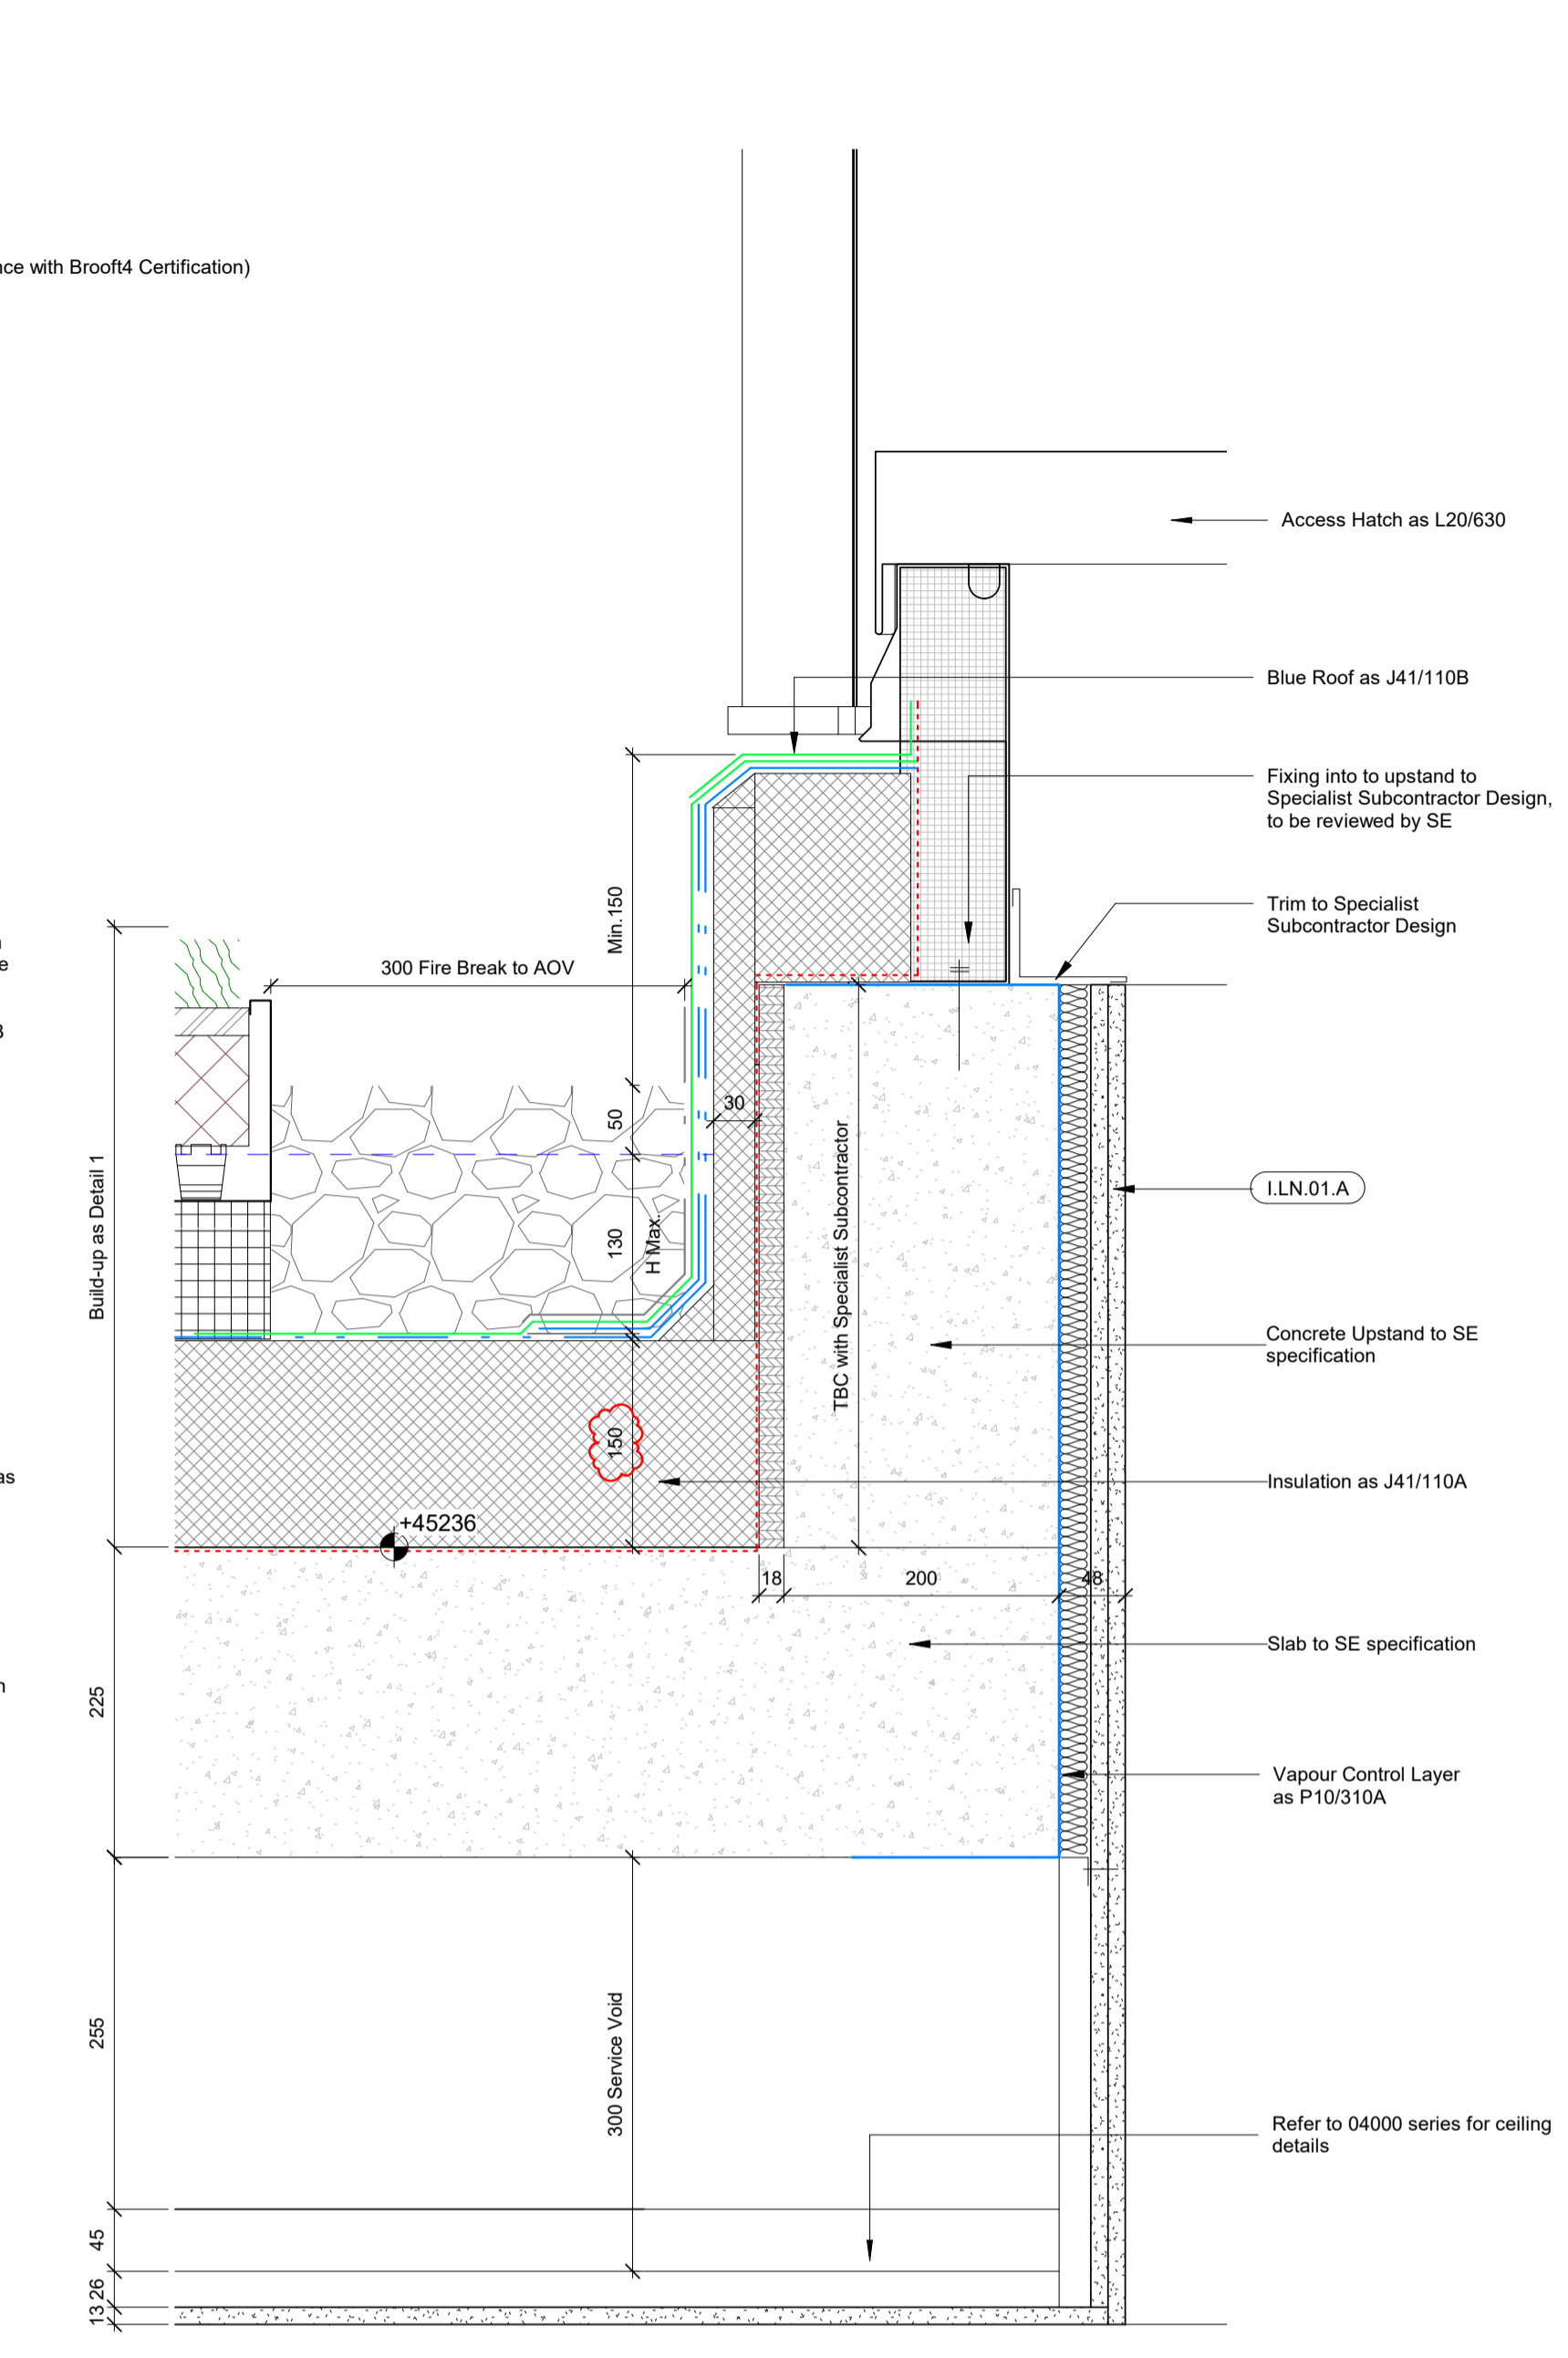 nce with Brooft4 Certification)
Access Hatch as L20/630
Blue Roof as J41/110B
Fixing into to upstand to
Specialist Subcontractor Design,
to be reviewed by SE
Min.150
Trim to Specialist
Subcontractor Design
n
e
300 Fire Break to AOV
3
50
30
Build-up as Detail 1
TBC with Specialist Subcontractor
I.LN.01.A
130
H Max.
Concrete Upstand to SE
specification
150
as
Insulation as J41/110A
+45236
18
200
48
Slab to SE specification
n
225
Vapour Control Layer
as P10/310A
255
300 Service Void
Refer to 04000 series for ceiling
details
45
26
13